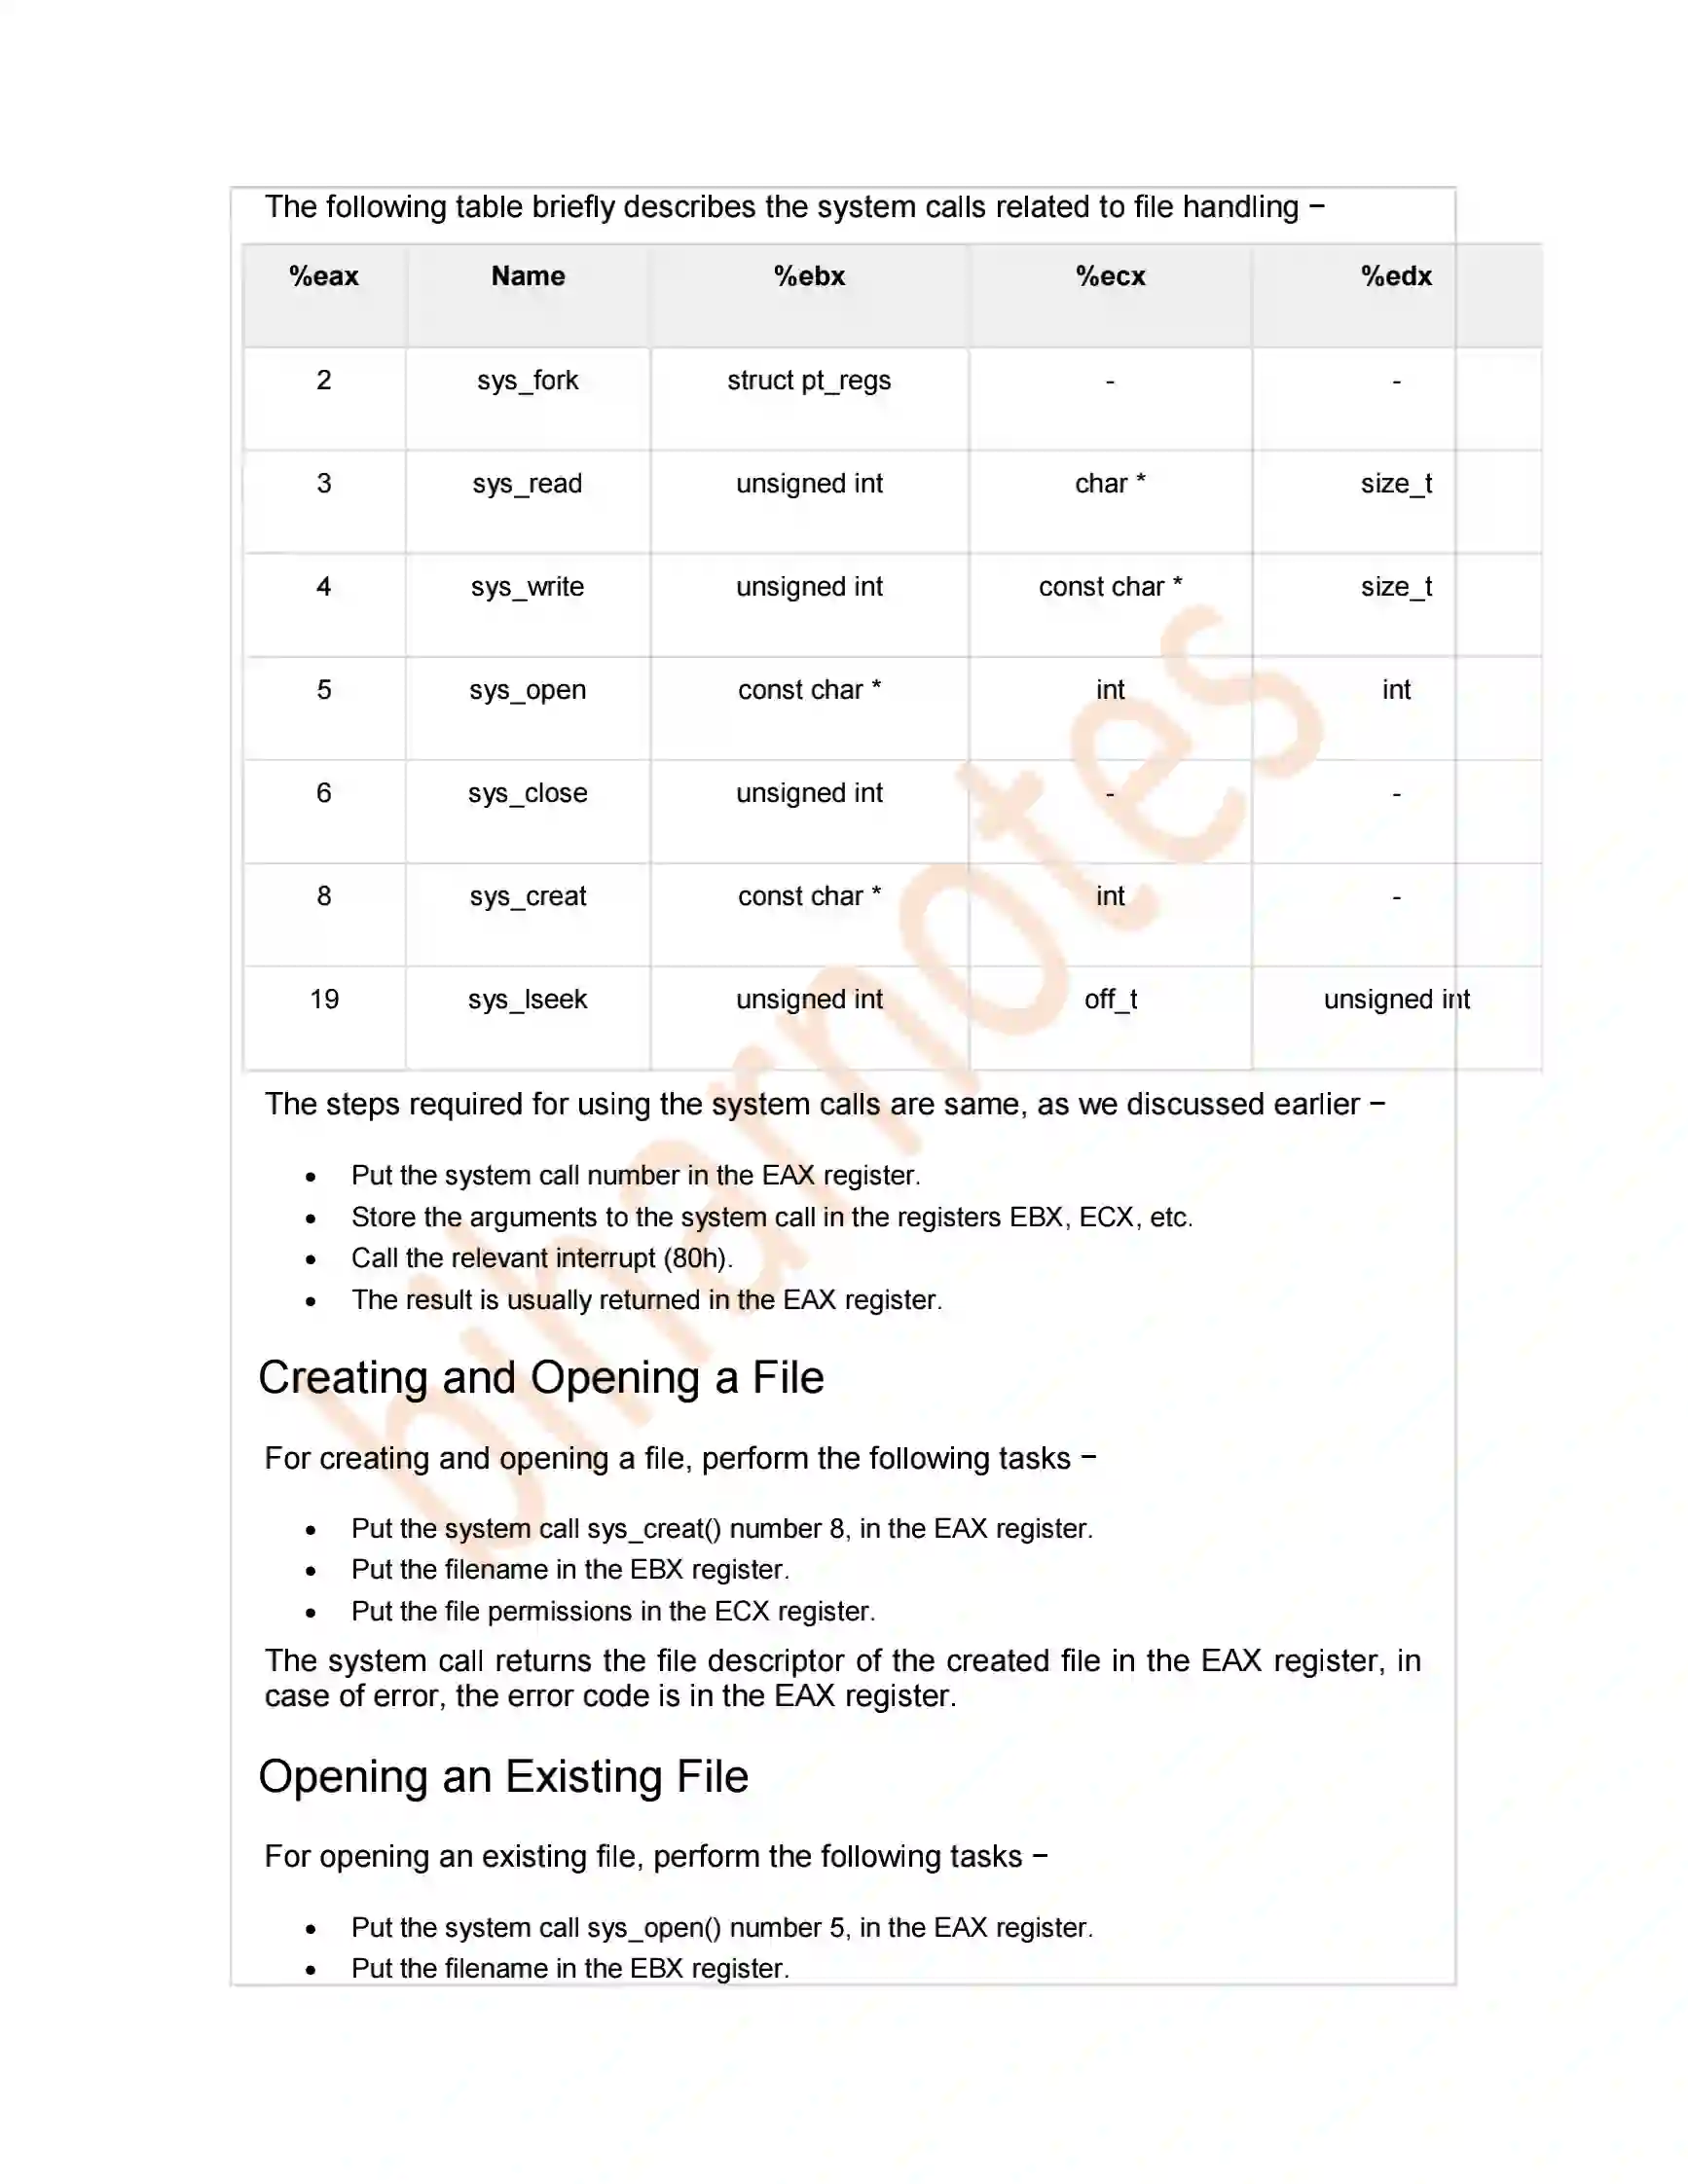 The following table briefly describes the system calls related to file handling −
%eax Name %ebx %ecx %edx
2 sys_fork struct pt_regs - -
3 sys_read unsigned int char * size_t
4 sys_write unsigned int const char * size_t
5 sys_open const char * int int
6 sys_close unsigned int - -
8 sys_creat const char * int -
19 sys_lseek unsigned int off_t unsigned int
The steps required for using the system calls are same, as we discussed earlier −
• Put the system call number in the EAX register.
• Store the arguments to the system call in the registers EBX, ECX, etc.
• Call the relevant interrupt (80h).
• The result is usually returned in the EAX register.
Creating and Opening a File
For creating and opening a file, perform the following tasks −
• Put the system call sys_creat() number 8, in the EAX register.
• Put the filename in the EBX register.
• Put the file permissions in the ECX register.
The system call returns the file descriptor of the created file in the EAX register, in
case of error, the error code is in the EAX register.
Opening an Existing File
For opening an existing file, perform the following tasks −
• Put the system call sys_open() number 5, in the EAX register.
• Put the filename in the EBX register.
biharnotes